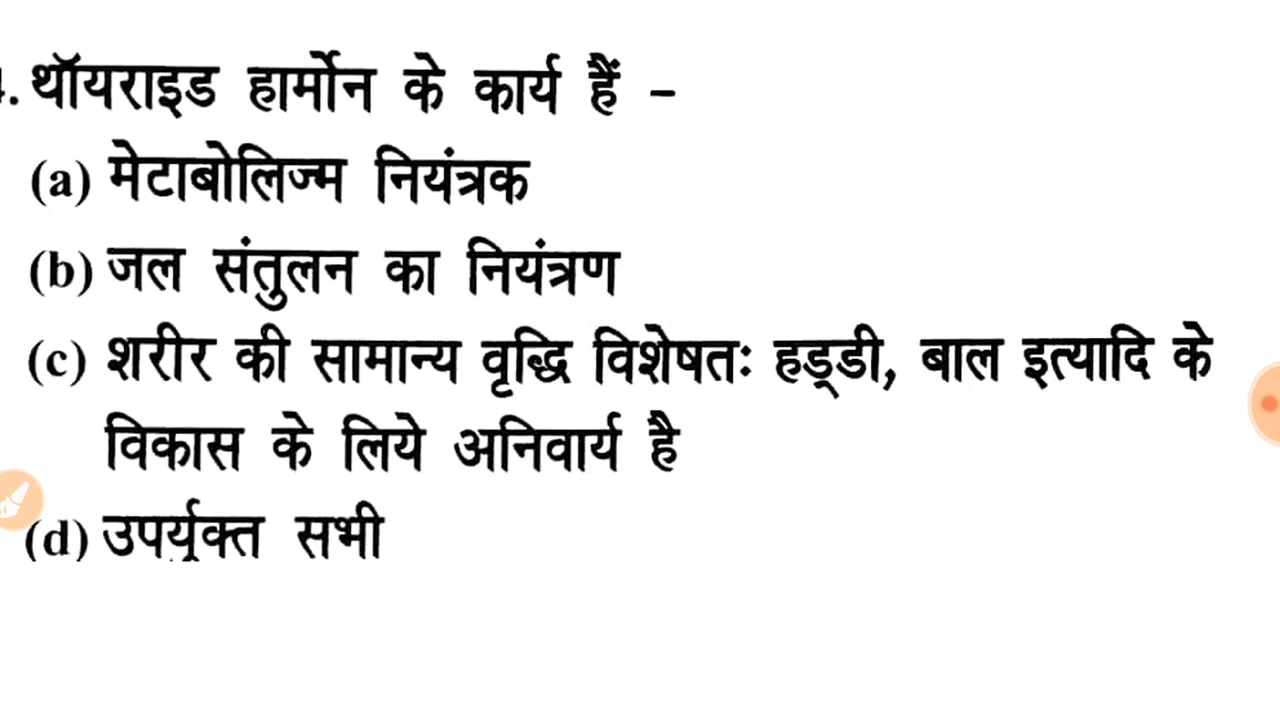 . थॉयराइड हार्मोन के कार्य हैं –
(a) मेटाबोलिज्म नियंत्रक
(b) जल संतुलन का नियंत्रण
(c) शरीर की सामान्य वृद्धि विशेषतः हड्डी, बाल इत्यादि के
विकास के लिये अनिवार्य है
(d) उपर्युक्त सभी